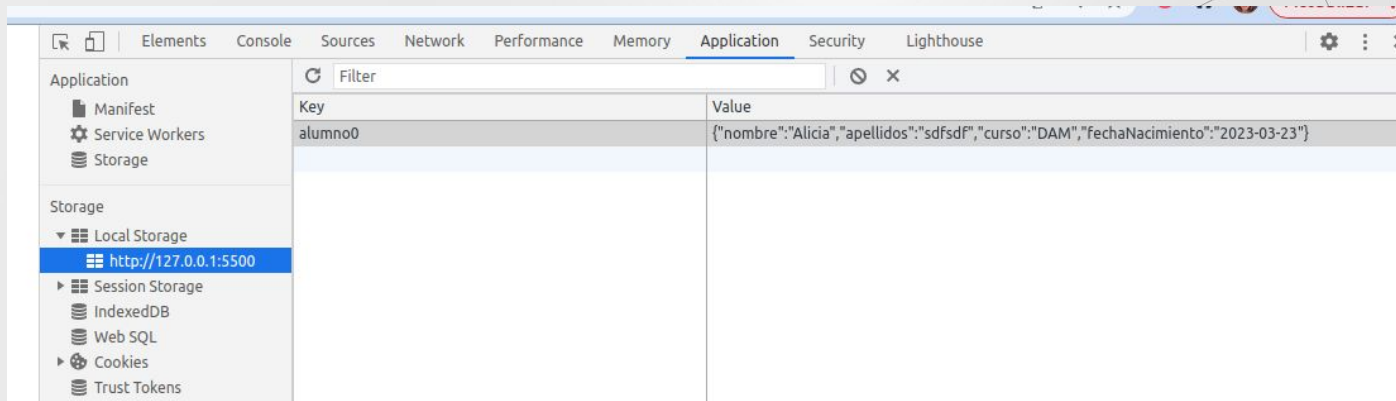 Elements Console Sources Network Performance Memory Application Security Lighthouse
Application
Manifest
Service Workers
Storage
Storage
Local Storage
http://127.0.0.1:5500
Session Storage
IndexedDB
Web SQL
Cookies
Trust Tokens
Filter
Key Value
alumno0 {"nombre":"Alicia","apellidos":"sdfsdf","curso":"DAM","fechaNacimiento":"2023-03-23"}